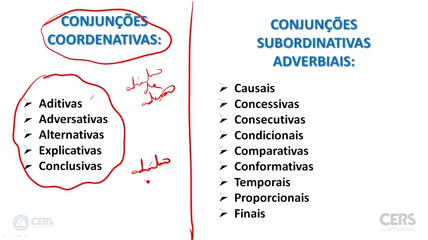 CONJUNÇÕES
COORDENATIVAS:
Aditivas
Adversativas
Alternativas
Explicativas
Conclusivas
CONJUNÇÕES
SUBORDINATIVAS
ADVERBIAIS:
Causais
Concessivas
Consecutivas
Condicionais
Comparativas
Conformativas
Temporais
Proporcionais
Finais
CERS
CERS